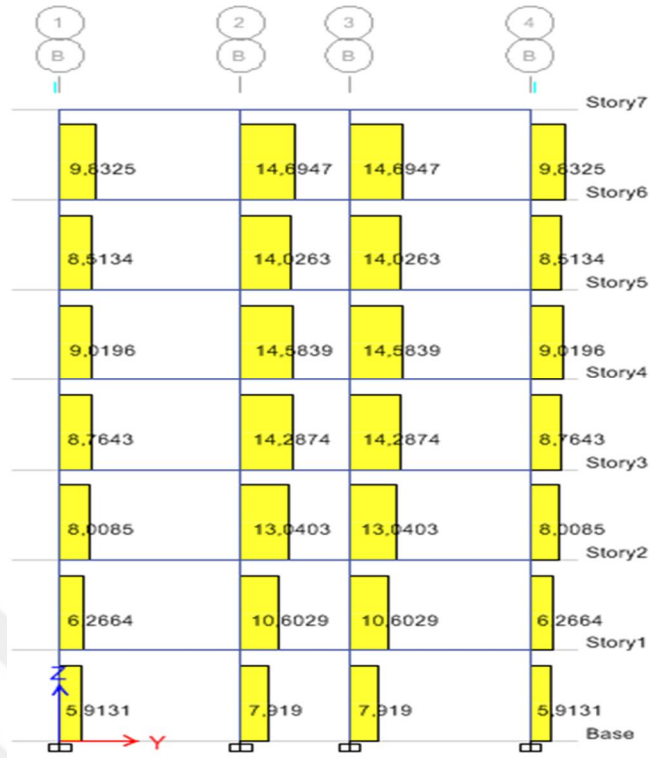 1 2 3 4
B B B B
Story7
9,8325 14,6947 14,6947 9,8325
Story6
8,5134 14,0263 14,0263 8,5134
Story5
9,0196 14,5839 14,5839 9,0196
Story4
8,7643 14,2874 14,2874 8,7643
Story3
8,0085 13,0403 13,0403 8,0085
Story2
6,2664 10,6029 10,6029 6,2664
Story1
Z
5,9131 7,919 7,919 5,9131
Base
Y